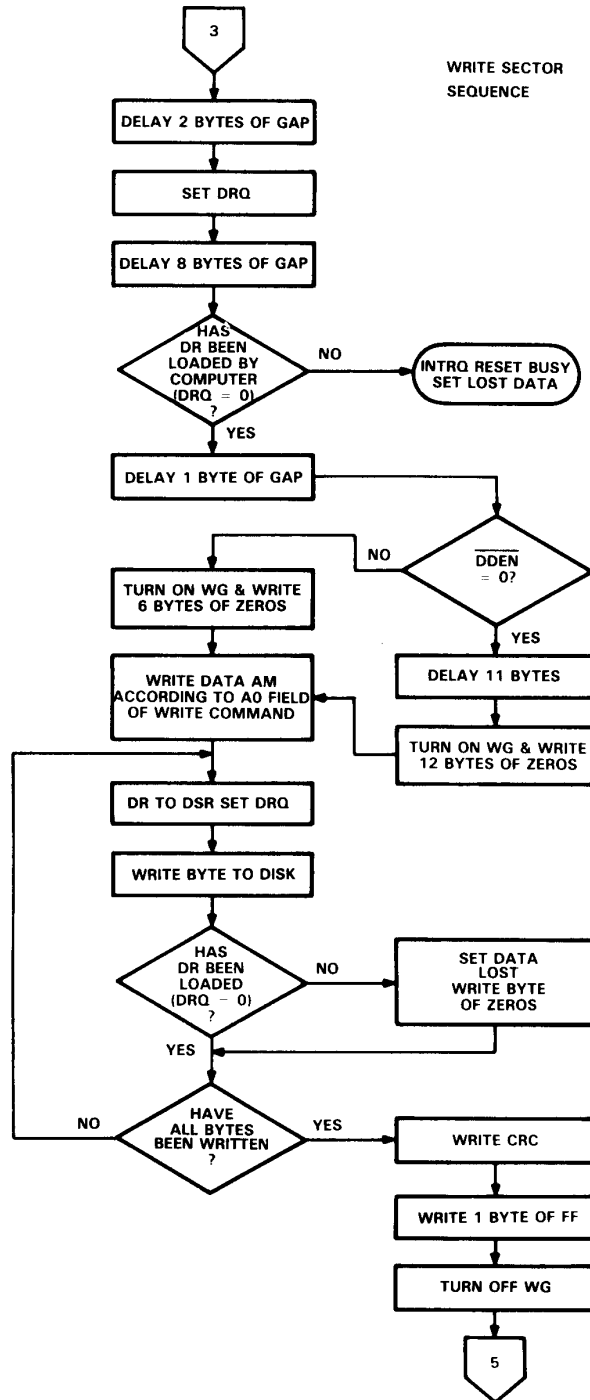 3
WRITE SECTOR
SEQUENCE
DELAY 2 BYTES OF GAP
SET DRQ
DELAY 8 BYTES OF GAP
HAS
DR BEEN
LOADED BY
COMPUTER
(DRQ = 0)
?
NO
INTRQ RESET BUSY
SET LOST DATA
YES
DELAY 1 BYTE OF GAP
DDEN
= 0?
NO
YES
TURN ON WG & WRITE
6 BYTES OF ZEROS
DELAY 11 BYTES
WRITE DATA AM
ACCORDING TO A0 FIELD
OF WRITE COMMAND
TURN ON WG & WRITE
12 BYTES OF ZEROS
DR TO DSR SET DRQ
WRITE BYTE TO DISK
HAS
DR BEEN
LOADED
(DRQ - 0)
?
NO
SET DATA
LOST
WRITE BYTE
OF ZEROS
YES
HAVE
ALL BYTES
BEEN WRITTEN
?
NO
YES
WRITE CRC
WRITE 1 BYTE OF FF
TURN OFF WG
5